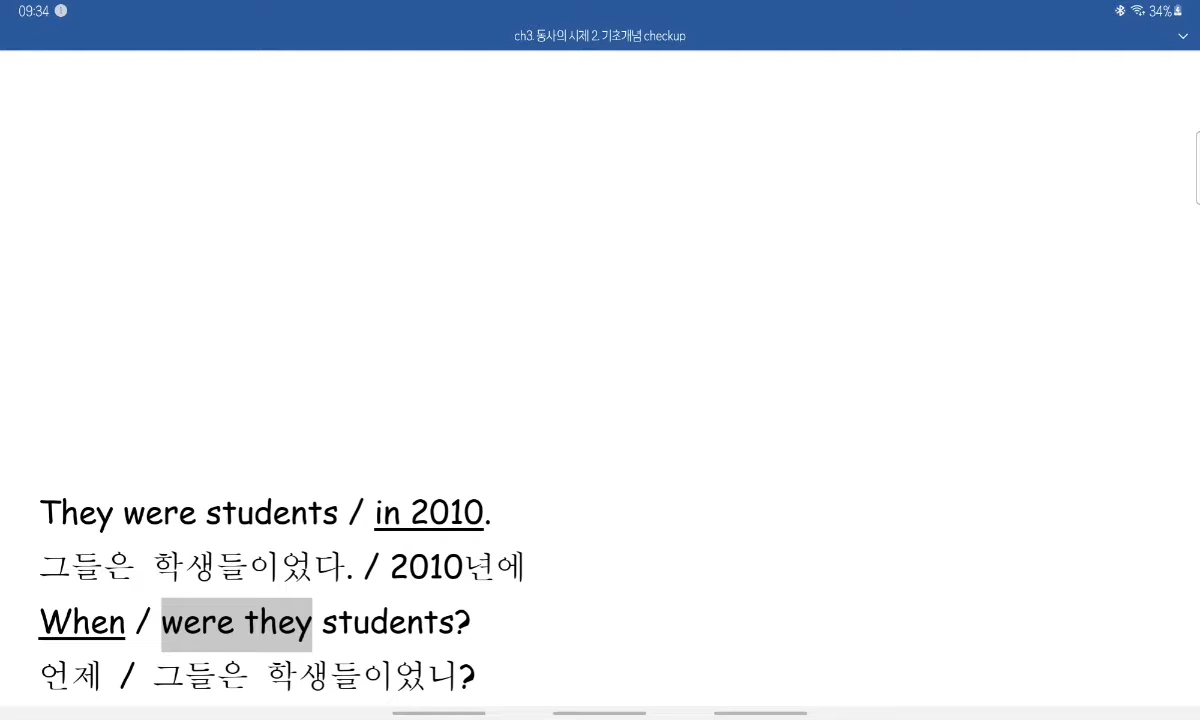 09:34
34%
ch3. 동사의 시제 2. 기초개념 checkup
They were students / in 2010.
그들은 학생들이었다. / 2010년에
When / were they students?
언제 / 그들은 학생들이었니?